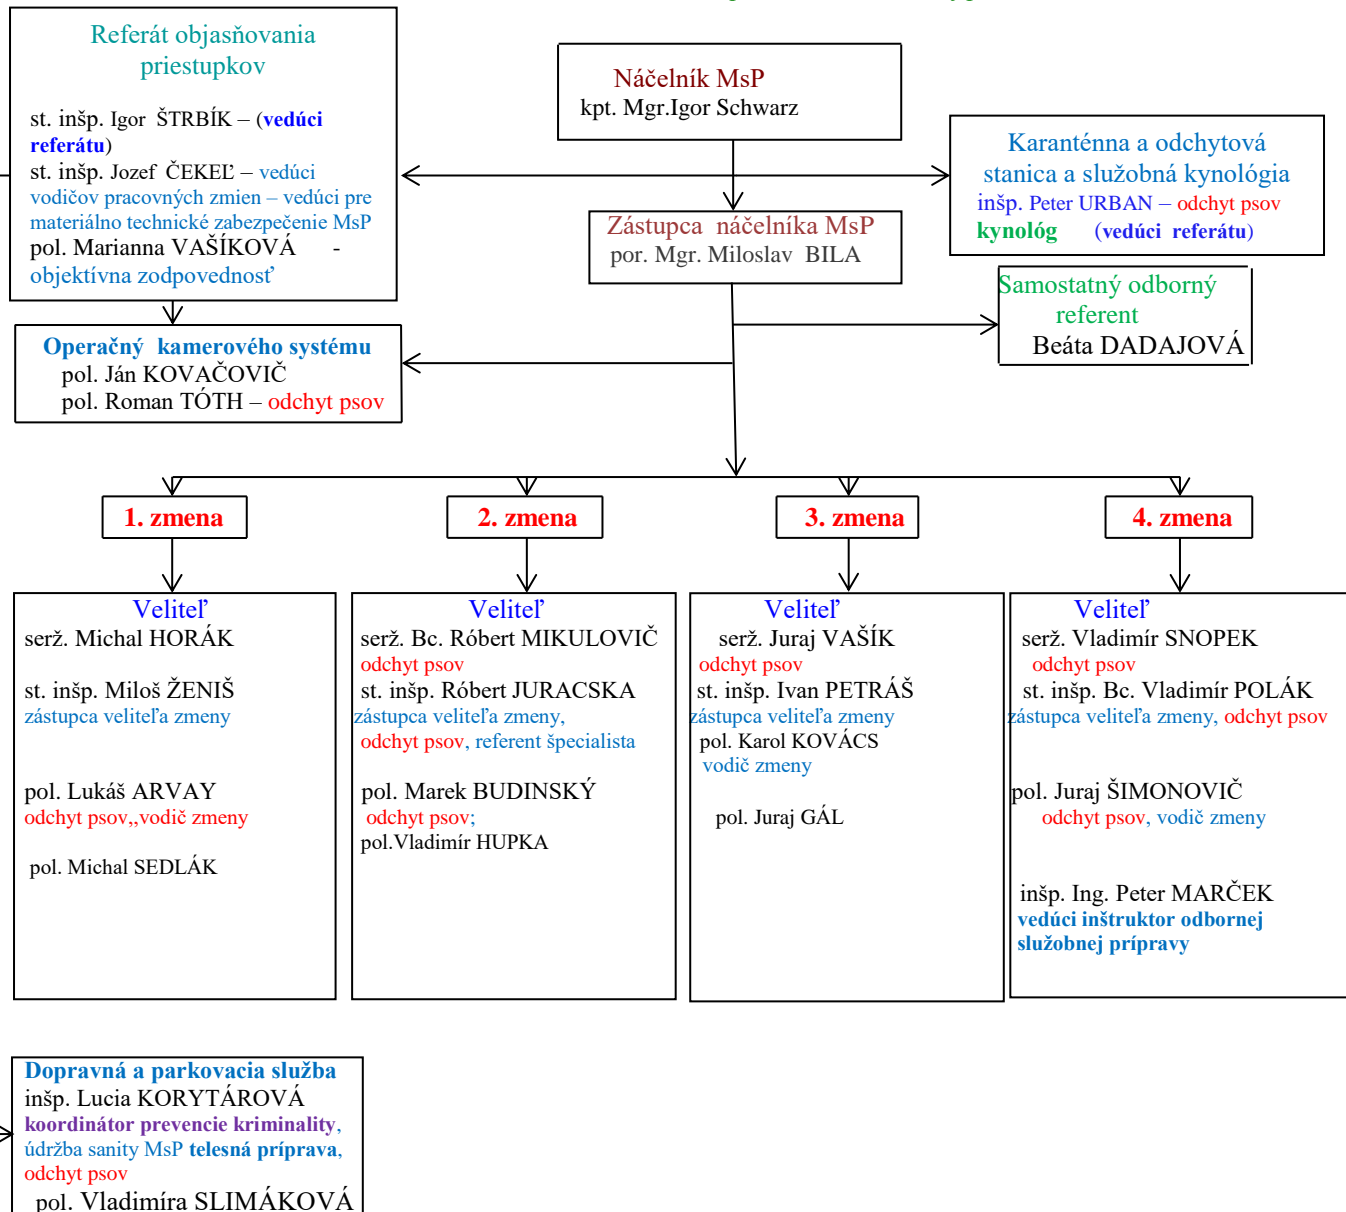 Referát objasňovania
priestupkov
st. inšp. Igor ŠTRBÍK – (vedúci
referátu)
st. inšp. Jozef ČEKEĽ – vedúci
vodičov pracovných zmien – vedúci pre
materiálno technické zabezpečenie MsP
pol. Marianna VAŠÍKOVÁ -
objektívna zodpovednosť
Náčelník MsP
kpt. Mgr.Igor Schwarz
Karanténna a odchytová
stanica a služobná kynológia
inšp. Peter URBAN – odchyt psov
kynológ (vedúci referátu)
Zástupca náčelníka MsP
por. Mgr. Miloslav BILA
Samostatný odborný
referent
Beáta DADAJOVÁ
Operačný kamerového systému
pol. Ján KOVAČOVIČ
pol. Roman TÓTH – odchyt psov
1. zmena
2. zmena
3. zmena
4. zmena
Veliteľ
serž. Michal HORÁK
st. inšp. Miloš ŽENIŠ
zástupca veliteľa zmeny
pol. Lukáš ARVAY
odchyt psov,,vodič zmeny
pol. Michal SEDLÁK
Veliteľ
serž. Bc. Róbert MIKULOVIČ
odchyt psov
st. inšp. Róbert JURACSKA
zástupca veliteľa zmeny,
odchyt psov, referent špecialista
pol. Marek BUDINSKÝ
odchyt psov;
pol.Vladimír HUPKA
Veliteľ
serž. Juraj VAŠÍK
odchyt psov
st. inšp. Ivan PETRÁŠ
zástupca veliteľa zmeny
pol. Karol KOVÁCS
vodič zmeny
pol. Juraj GÁL
Veliteľ
serž. Vladimír SNOPEK
odchyt psov
st. inšp. Bc. Vladimír POLÁK
zástupca veliteľa zmeny, odchyt psov
pol. Juraj ŠIMONOVIČ
odchyt psov, vodič zmeny
inšp. Ing. Peter MARČEK
vedúci inštruktor odbornej
služobnej prípravy
Dopravná a parkovacia služba
inšp. Lucia KORYTÁROVÁ
koordinátor prevencie kriminality,
údržba sanity MsP telesná príprava,
odchyt psov
pol. Vladimíra SLIMÁKOVÁ